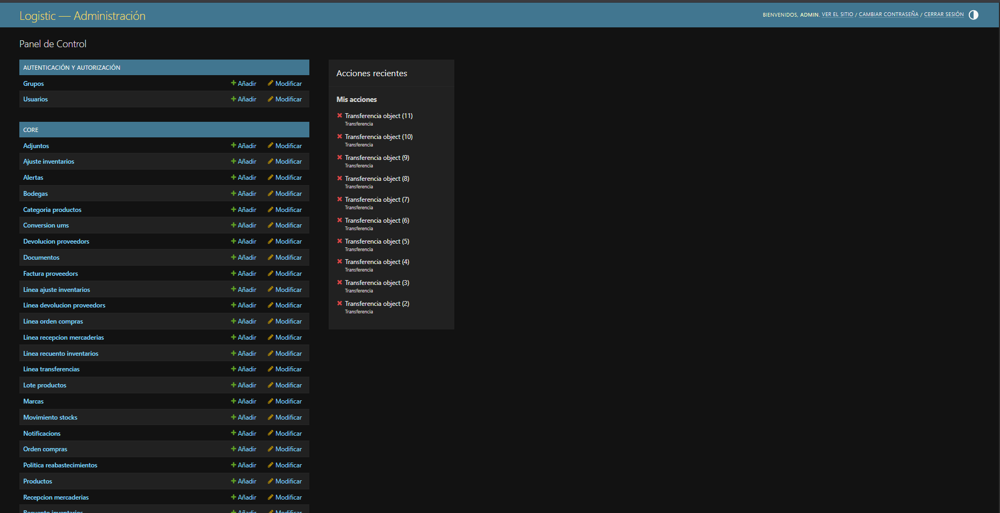 Logistic — Administración
BIENVENIDOS, ADMIN. VER EL SITIO / CAMBIAR CONTRASEÑA / CERRAR SESIÓN
Panel de Control
AUTENTICACIÓN Y AUTORIZACIÓN
Grupos Añadir Modificar
Usuarios Añadir Modificar
CORE
Adjuntos Añadir Modificar
Ajuste inventarios Añadir Modificar
Alertas Añadir Modificar
Bodegas Añadir Modificar
Categoria productos Añadir Modificar
Conversion ums Añadir Modificar
Devolucion proveedors Añadir Modificar
Documentos Añadir Modificar
Factura proveedors Añadir Modificar
Linea ajuste inventarios Añadir Modificar
Linea devolucion proveedors Añadir Modificar
Linea orden compras Añadir Modificar
Linea recepcion mercaderias Añadir Modificar
Linea recuento inventarios Añadir Modificar
Linea transferencias Añadir Modificar
Lote productos Añadir Modificar
Marcas Añadir Modificar
Movimiento stocks Añadir Modificar
Notificacions Añadir Modificar
Orden compras Añadir Modificar
Politica reabastecimientos Añadir Modificar
Productos Añadir Modificar
Recepcion mercaderias Añadir Modificar
Recuento inventarios Añadir Modificar
Acciones recientes
Mis acciones
Transferencia object (11)
Transferencia
Transferencia object (10)
Transferencia
Transferencia object (9)
Transferencia
Transferencia object (8)
Transferencia
Transferencia object (7)
Transferencia
Transferencia object (6)
Transferencia
Transferencia object (5)
Transferencia
Transferencia object (4)
Transferencia
Transferencia object (3)
Transferencia
Transferencia object (2)
Transferencia